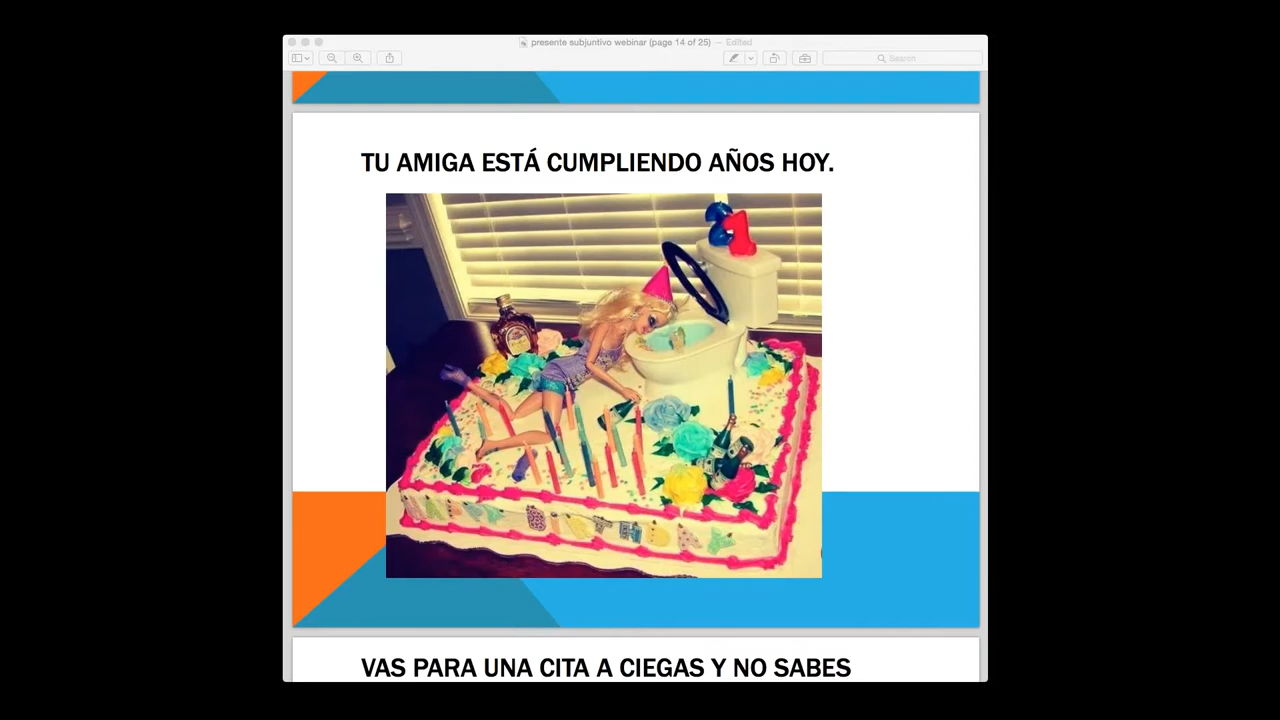 presente subjuntivo webinar (page 14 of 25) — Edited
Search
TU AMIGA ESTÁ CUMPLIENDO AÑOS HOY.
21
VAS PARA UNA CITA A CIEGAS Y NO SABES